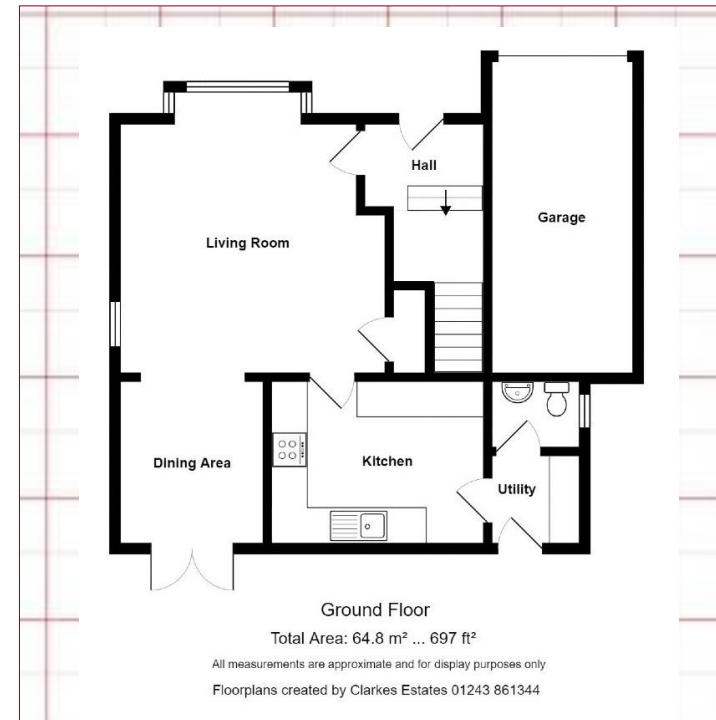 Hall
Garage
Living Room
Dining Area
Kitchen
Utility
Ground Floor
Total Area: 64.8 m² ... 697 ft²
All measurements are approximate and for display purposes only
Floorplans created by Clarkes Estates 01243 861344